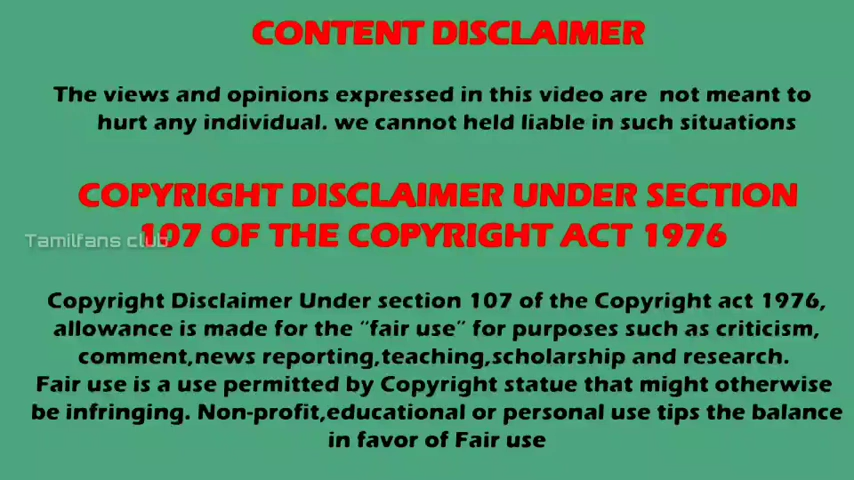 CONTENT DISCLAIMER
The views and opinions expressed in this video are not meant to
hurt any individual. we cannot held liable in such situations
COPYRIGHT DISCLAIMER UNDER SECTION
107 OF THE COPYRIGHT ACT 1976
Tamilfans club
Copyright Disclaimer Under section 107 of the Copyright act 1976,
allowance is made for the “fair use” for purposes such as criticism,
comment,news reporting,teaching,scholarship and research.
Fair use is a use permitted by Copyright statue that might otherwise
be infringing. Non-profit,educational or personal use tips the balance
in favor of Fair use